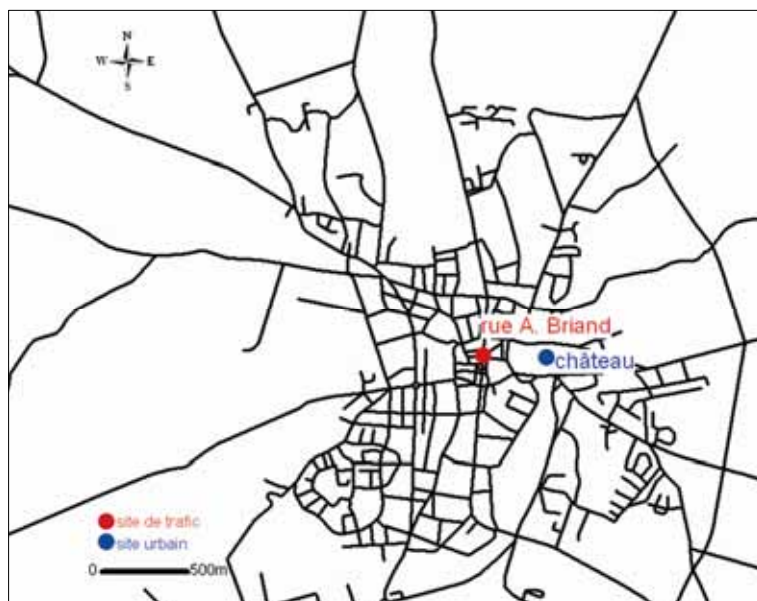 N
W E
S
rue A. Briand
château
site de trafic
site urbain
0 500m